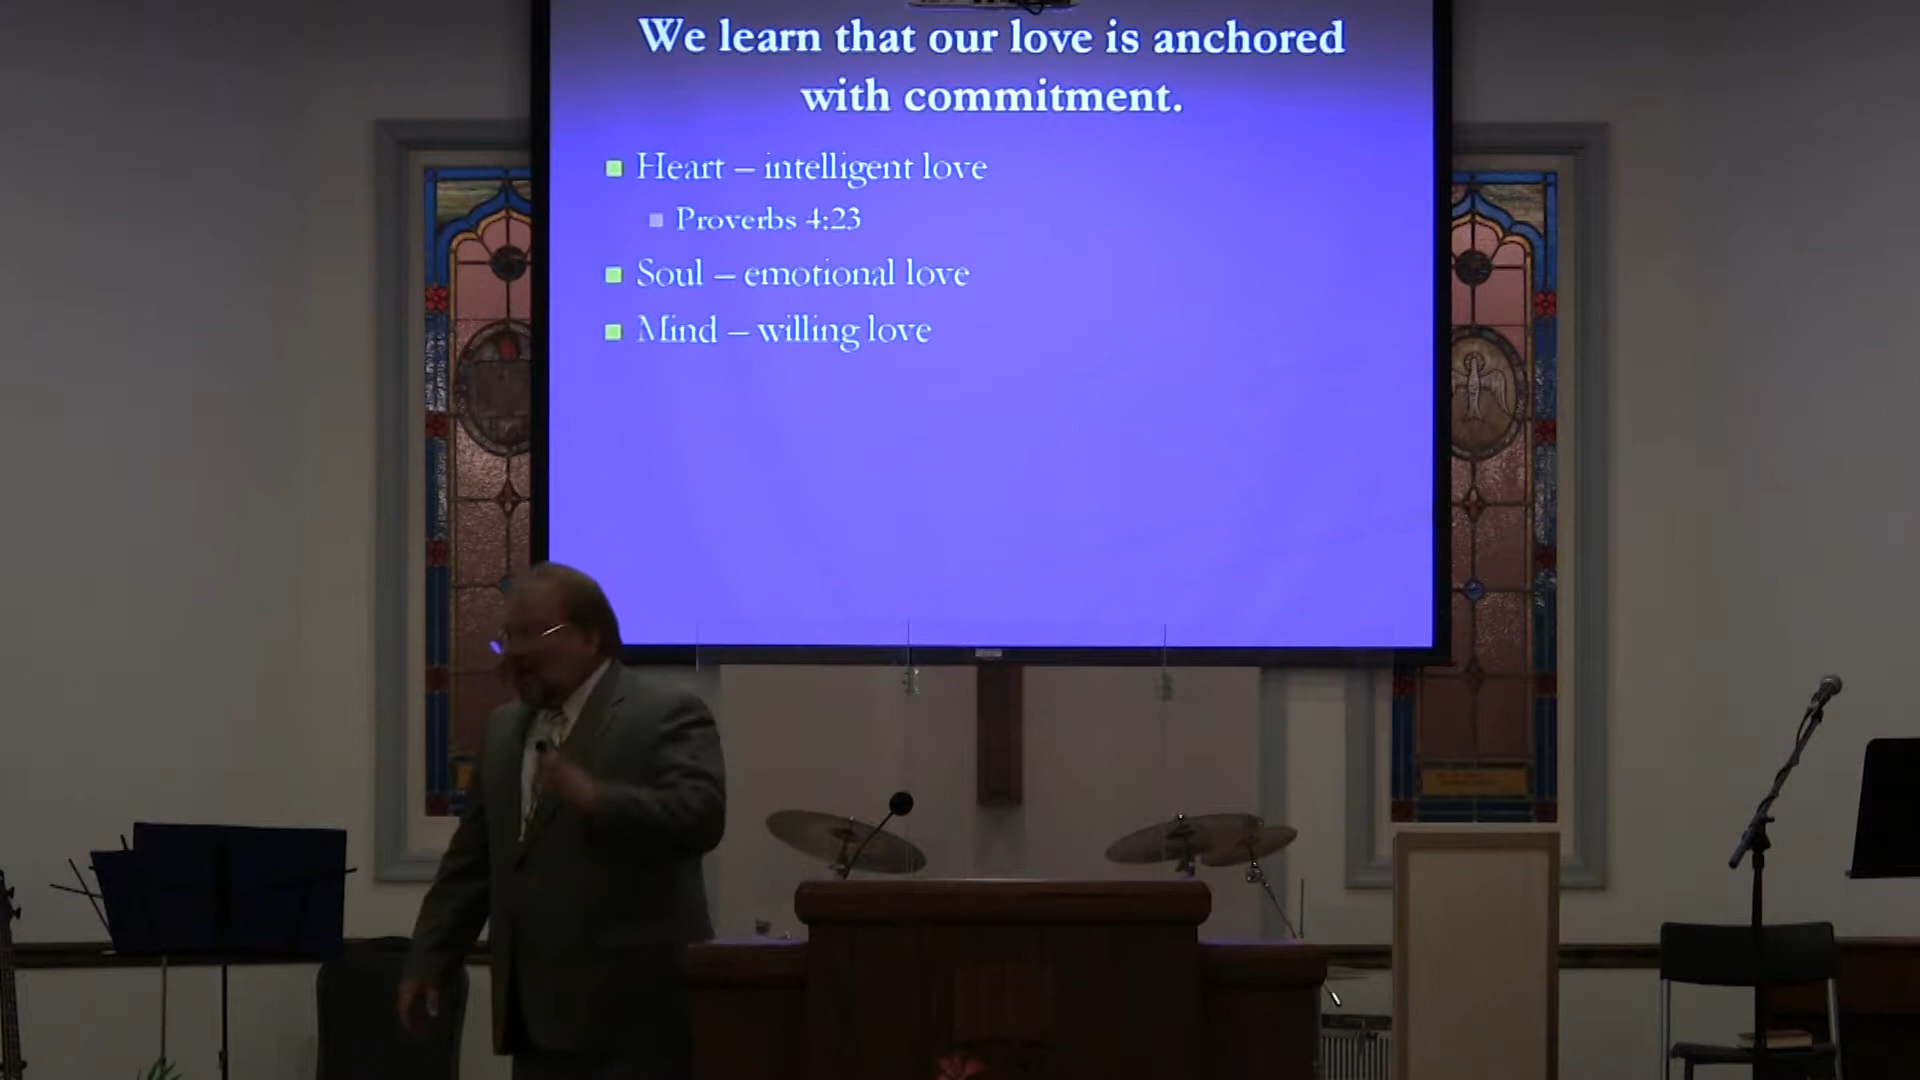 We learn that our love is anchored
with commitment.
Heart – intelligent love
Proverbs 4:23
Soul – emotional love
Mind – willing love